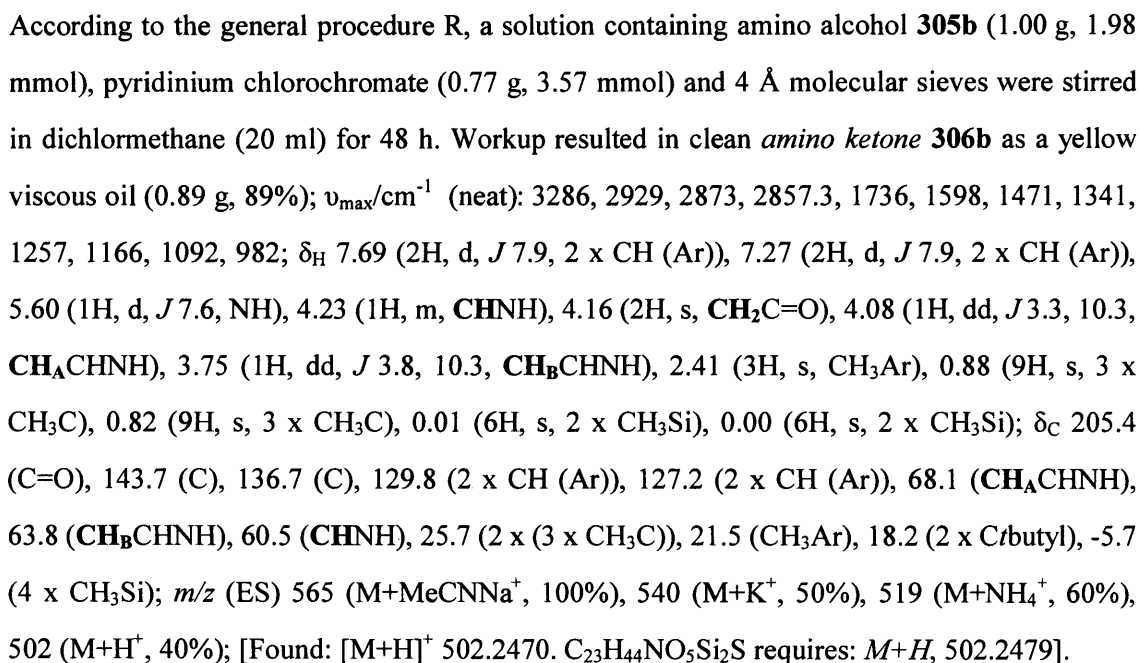 According to the general procedure R, a solution containing amino alcohol 305b (1.00 g, 1.98
mmol), pyridinium chlorochromate (0.77 g, 3.57 mmol) and 4 Å molecular sieves were stirred
in dichlormethane (20 ml) for 48 h. Workup resulted in clean amino ketone 306b as a yellow
viscous oil (0.89 g, 89%); υmax/cm⁻¹ (neat): 3286, 2929, 2873, 2857.3, 1736, 1598, 1471, 1341,
1257, 1166, 1092, 982; δH 7.69 (2H, d, J 7.9, 2 x CH (Ar)), 7.27 (2H, d, J 7.9, 2 x CH (Ar)),
5.60 (1H, d, J 7.6, NH), 4.23 (1H, m, CHNH), 4.16 (2H, s, CH₂C=O), 4.08 (1H, dd, J 3.3, 10.3,
CHACHNH), 3.75 (1H, dd, J 3.8, 10.3, CHBCHNH), 2.41 (3H, s, CH₃Ar), 0.88 (9H, s, 3 x
CH₃C), 0.82 (9H, s, 3 x CH₃C), 0.01 (6H, s, 2 x CH₃Si), 0.00 (6H, s, 2 x CH₃Si); δC 205.4
(C=O), 143.7 (C), 136.7 (C), 129.8 (2 x CH (Ar)), 127.2 (2 x CH (Ar)), 68.1 (CHACHNH),
63.8 (CHBCHNH), 60.5 (CHNH), 25.7 (2 x (3 x CH₃C)), 21.5 (CH₃Ar), 18.2 (2 x Ctbutyl), -5.7
(4 x CH₃Si); m/z (ES) 565 (M+MeCNNa⁺, 100%), 540 (M+K⁺, 50%), 519 (M+NH₄⁺, 60%),
502 (M+H⁺, 40%); [Found: [M+H]⁺ 502.2470. C₂₃H₄₄NO₅Si₂S requires: M+H, 502.2479].